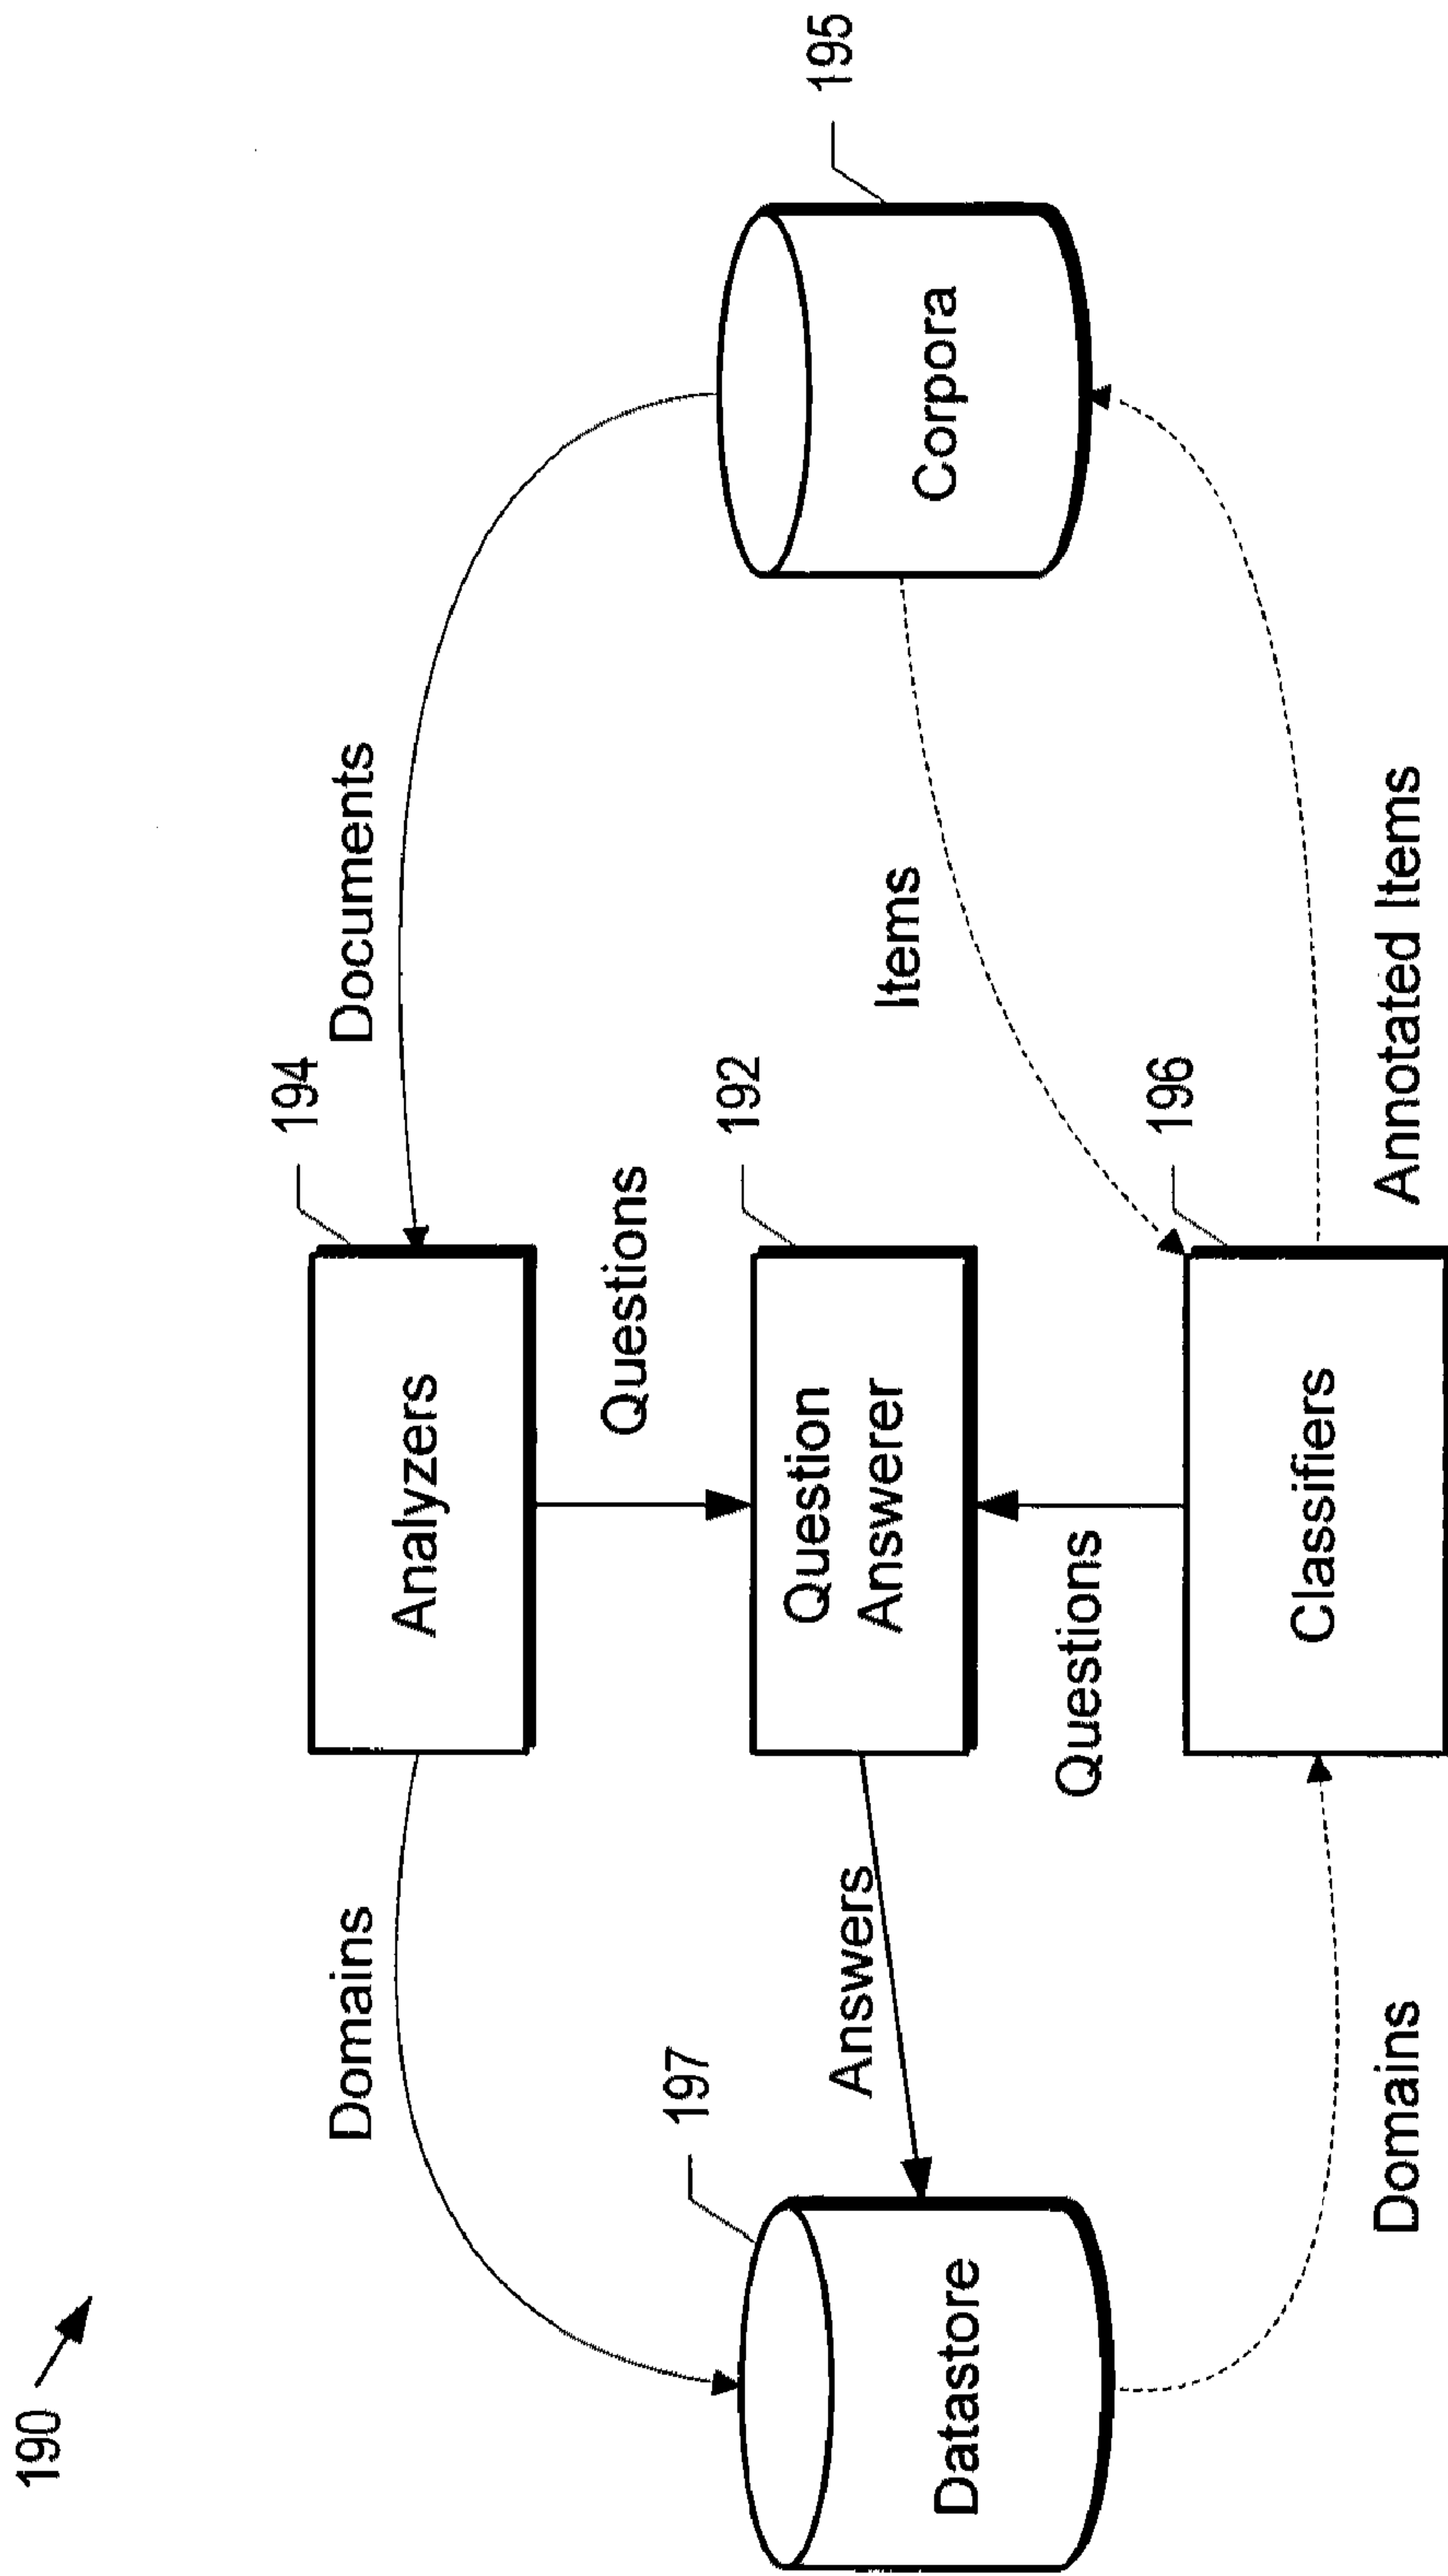 190
Domains
Documents
194
Analyzers
Questions
197
Datastore
Answers
192
Question
Answerer
Items
195
Corpora
Questions
196
Classifiers
Domains
Annotated Items